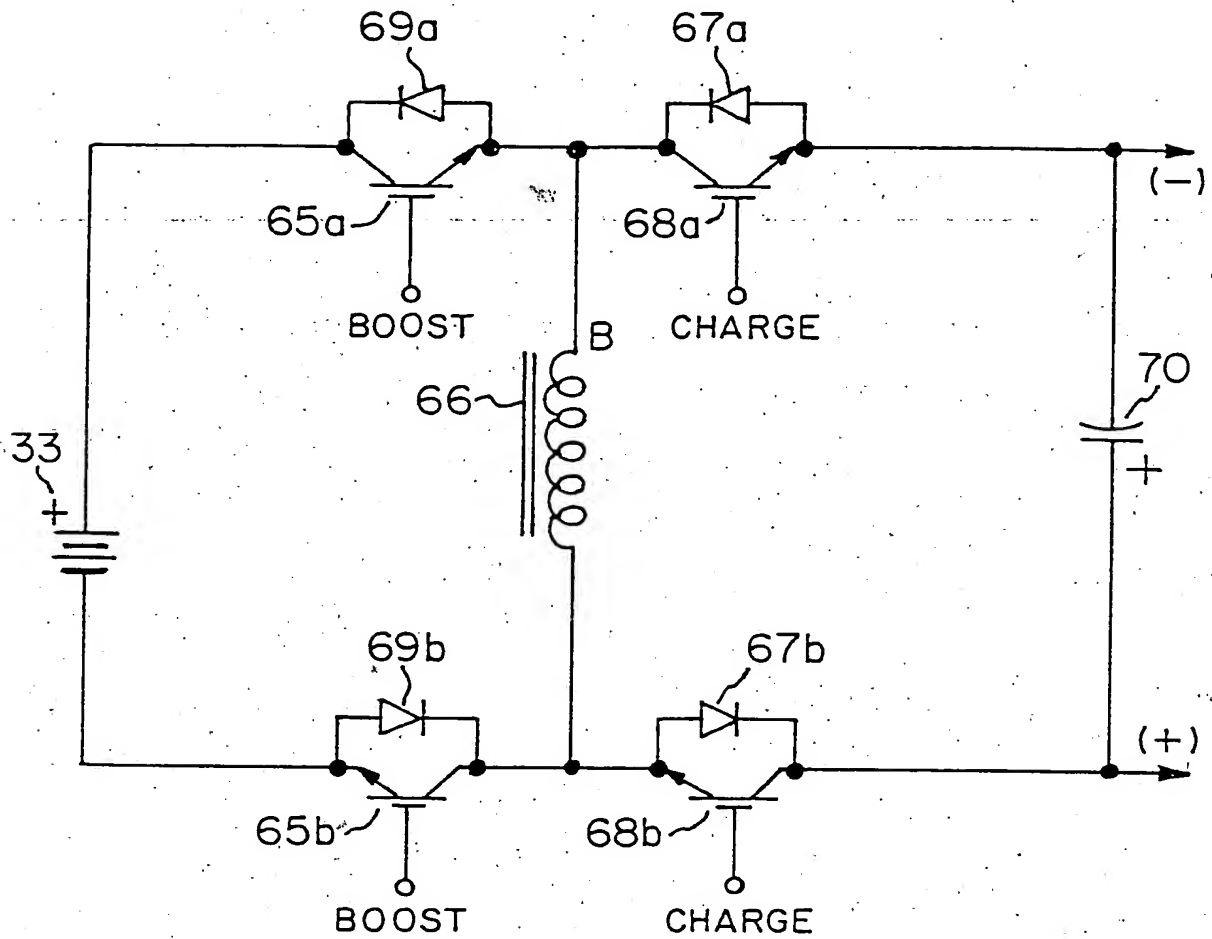 69a
67a
(-)
65a
68a
BOOST
CHARGE
B
66
70
33
+
+
69b
67b
(+)
65b
68b
BOOST
CHARGE